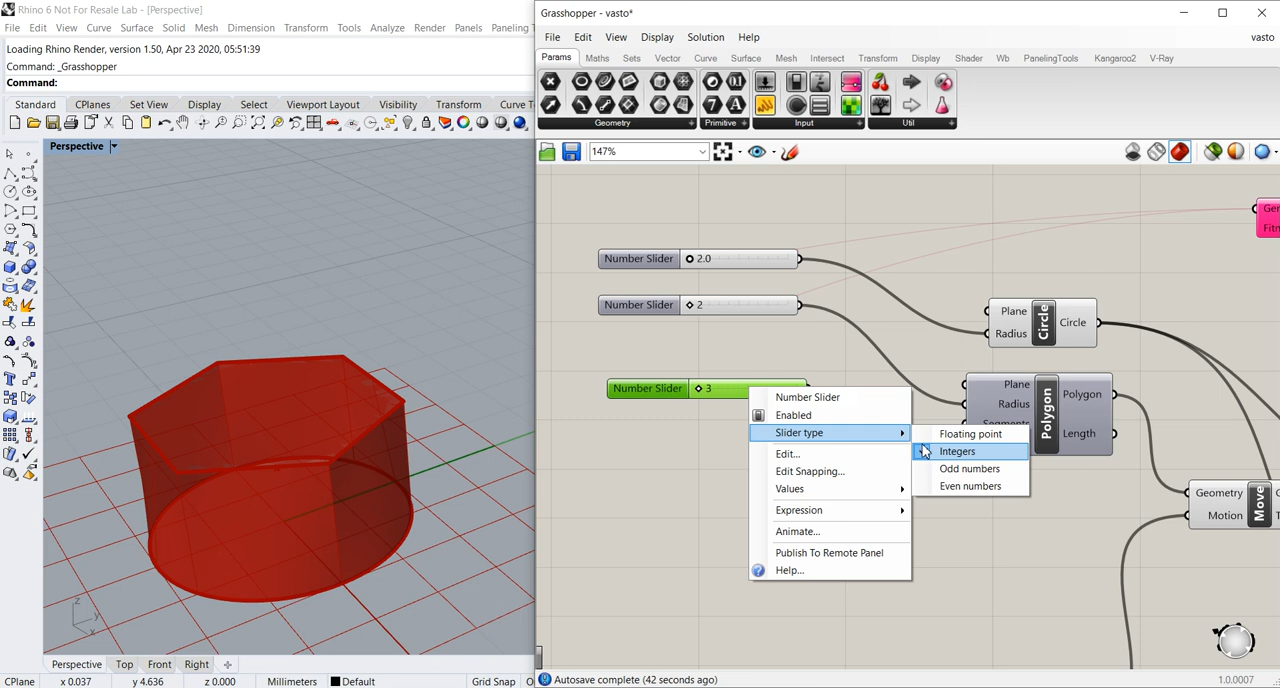 Rhino 6 Not For Resale Lab - [Perspective]
File Edit View Curve Surface Solid Mesh Dimension Transform Tools Analyze Render Panels Paneling T
Loading Rhino Render, version 1.50, Apr 23 2020, 05:51:39
Command: _Grasshopper
Command:
Standard CPlanes Set View Display Select Viewport Layout Visibility Transform Curve T
Perspective
z
y
x
Perspective Top Front Right
CPlane x 0.037 y 4.636 z 0.000 Millimeters Default Grid Snap O
Grasshopper - vasto*
File Edit View Display Solution Help vasto
Params Maths Sets Vector Curve Surface Mesh Intersect Transform Display Shader Wb PanelingTools Kangaroo2 V-Ray
Geometry Primitive Input Util
147%
Gen
Fitn
Number Slider 2.0
Number Slider 2
Plane
Radius
Circle
Circle
Number Slider 3
Plane
Radius
Segments
Polygon
Polygon
Length
Geometry
Motion
Move
G
T
Number Slider
Enabled
Slider type
Edit...
Edit Snapping...
Values
Expression
Animate...
Publish To Remote Panel
Help...
Floating point
Integers
Odd numbers
Even numbers
Autosave complete (42 seconds ago) 1.0.0007